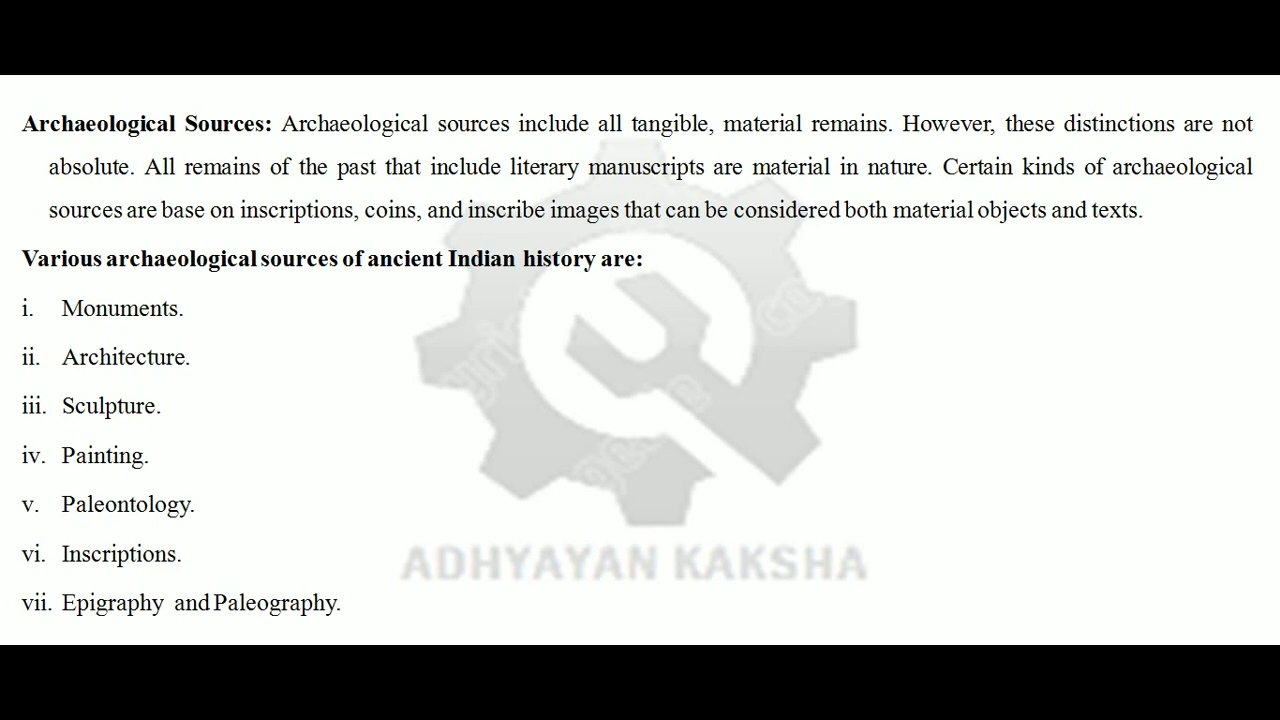 Archaeological Sources: Archaeological sources include all tangible, material remains. However, these distinctions are not
absolute. All remains of the past that include literary manuscripts are material in nature. Certain kinds of archaeological
sources are base on inscriptions, coins, and inscribe images that can be considered both material objects and texts.
Various archaeological sources of ancient Indian history are:
i. Monuments.
ii. Architecture.
iii. Sculpture.
iv. Painting.
v. Paleontology.
vi. Inscriptions.
vii. Epigraphy and Paleography.
ADHYAYAN KAKSHA